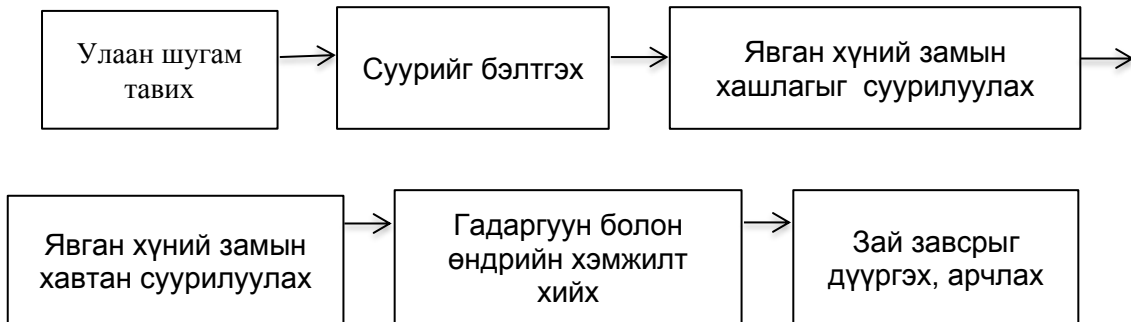 Улаан шугам
тавих
Суурийг бэлтгэх
Явган хүний замын
хашлагыг суурилуулах
Явган хүний замын
хавтан суурилуулах
Гадаргуун болон
өндрийн хэмжилт
хийх
Зай завсрыг
дүүргэх, арчлах